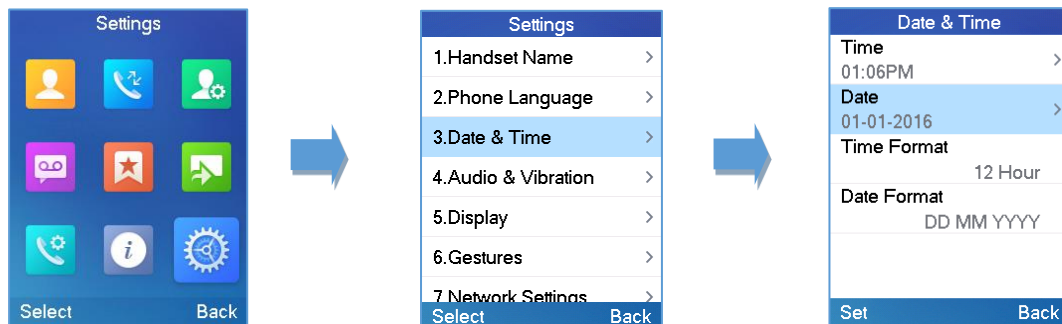 Settings
Select Back
Settings
1.Handset Name
2.Phone Language
3.Date & Time
4.Audio & Vibration
5.Display
6.Gestures
7.Network Settings
Select Back
Date & Time
Time
01:06PM
Date
01-01-2016
Time Format
12 Hour
Date Format
DD MM YYYY
Set Back